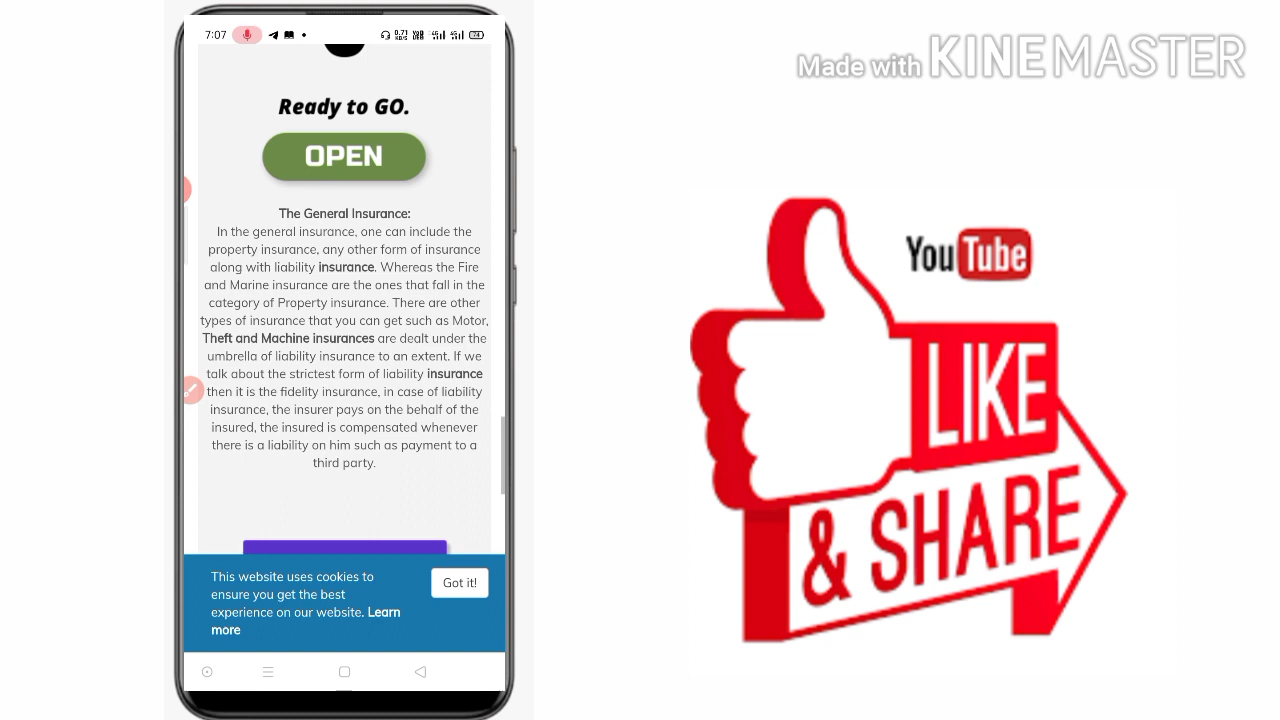 7:07
Made with KINEMASTER
Ready to GO.
OPEN
The General Insurance:
In the general insurance, one can include the
property insurance, any other form of insurance
along with liability insurance. Whereas the Fire
and Marine insurance are the ones that fall in the
category of Property insurance. There are other
types of insurance that you can get such as Motor,
Theft and Machine insurances are dealt under the
umbrella of liability insurance to an extent. If we
talk about the strictest form of liability insurance
then it is the fidelity insurance, in case of liability
insurance, the insurer pays on the behalf of the
insured, the insured is compensated whenever
there is a liability on him such as payment to a
third party.
This website uses cookies to
ensure you get the best
experience on our website. Learn
more
Got it!
YouTube
LIKE
& SHARE